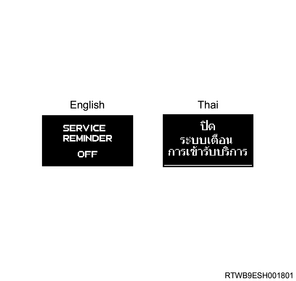 English
Thai
SERVICE
REMINDER
OFF
ปิด
ระบบเตือน
การเข้ารับบริการ
RTWB9ESH001801